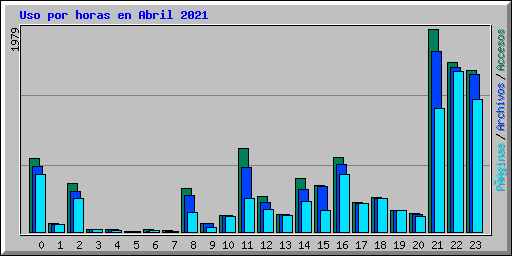 Uso por horas en Abril 2021
1979
Páginas / Archivos / Accesos
0 1 2 3 4 5 6 7 8 9 10 11 12 13 14 15 16 17 18 19 20 21 22 23